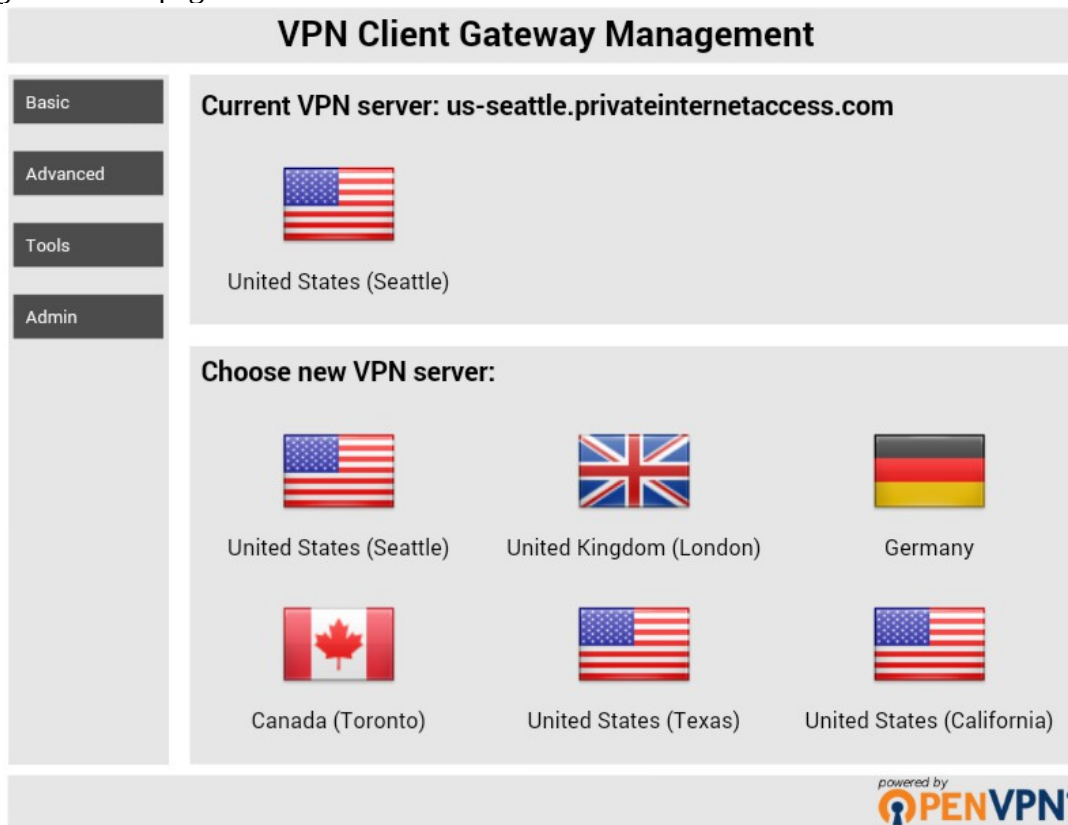 VPN Client Gateway Management
Basic
Advanced
Tools
Admin
Current VPN server: us-seattle.privateinternetaccess.com
United States (Seattle)
Choose new VPN server:
United States (Seattle) United Kingdom (London) Germany
Canada (Toronto) United States (Texas) United States (California)
powered by
OPENVPN